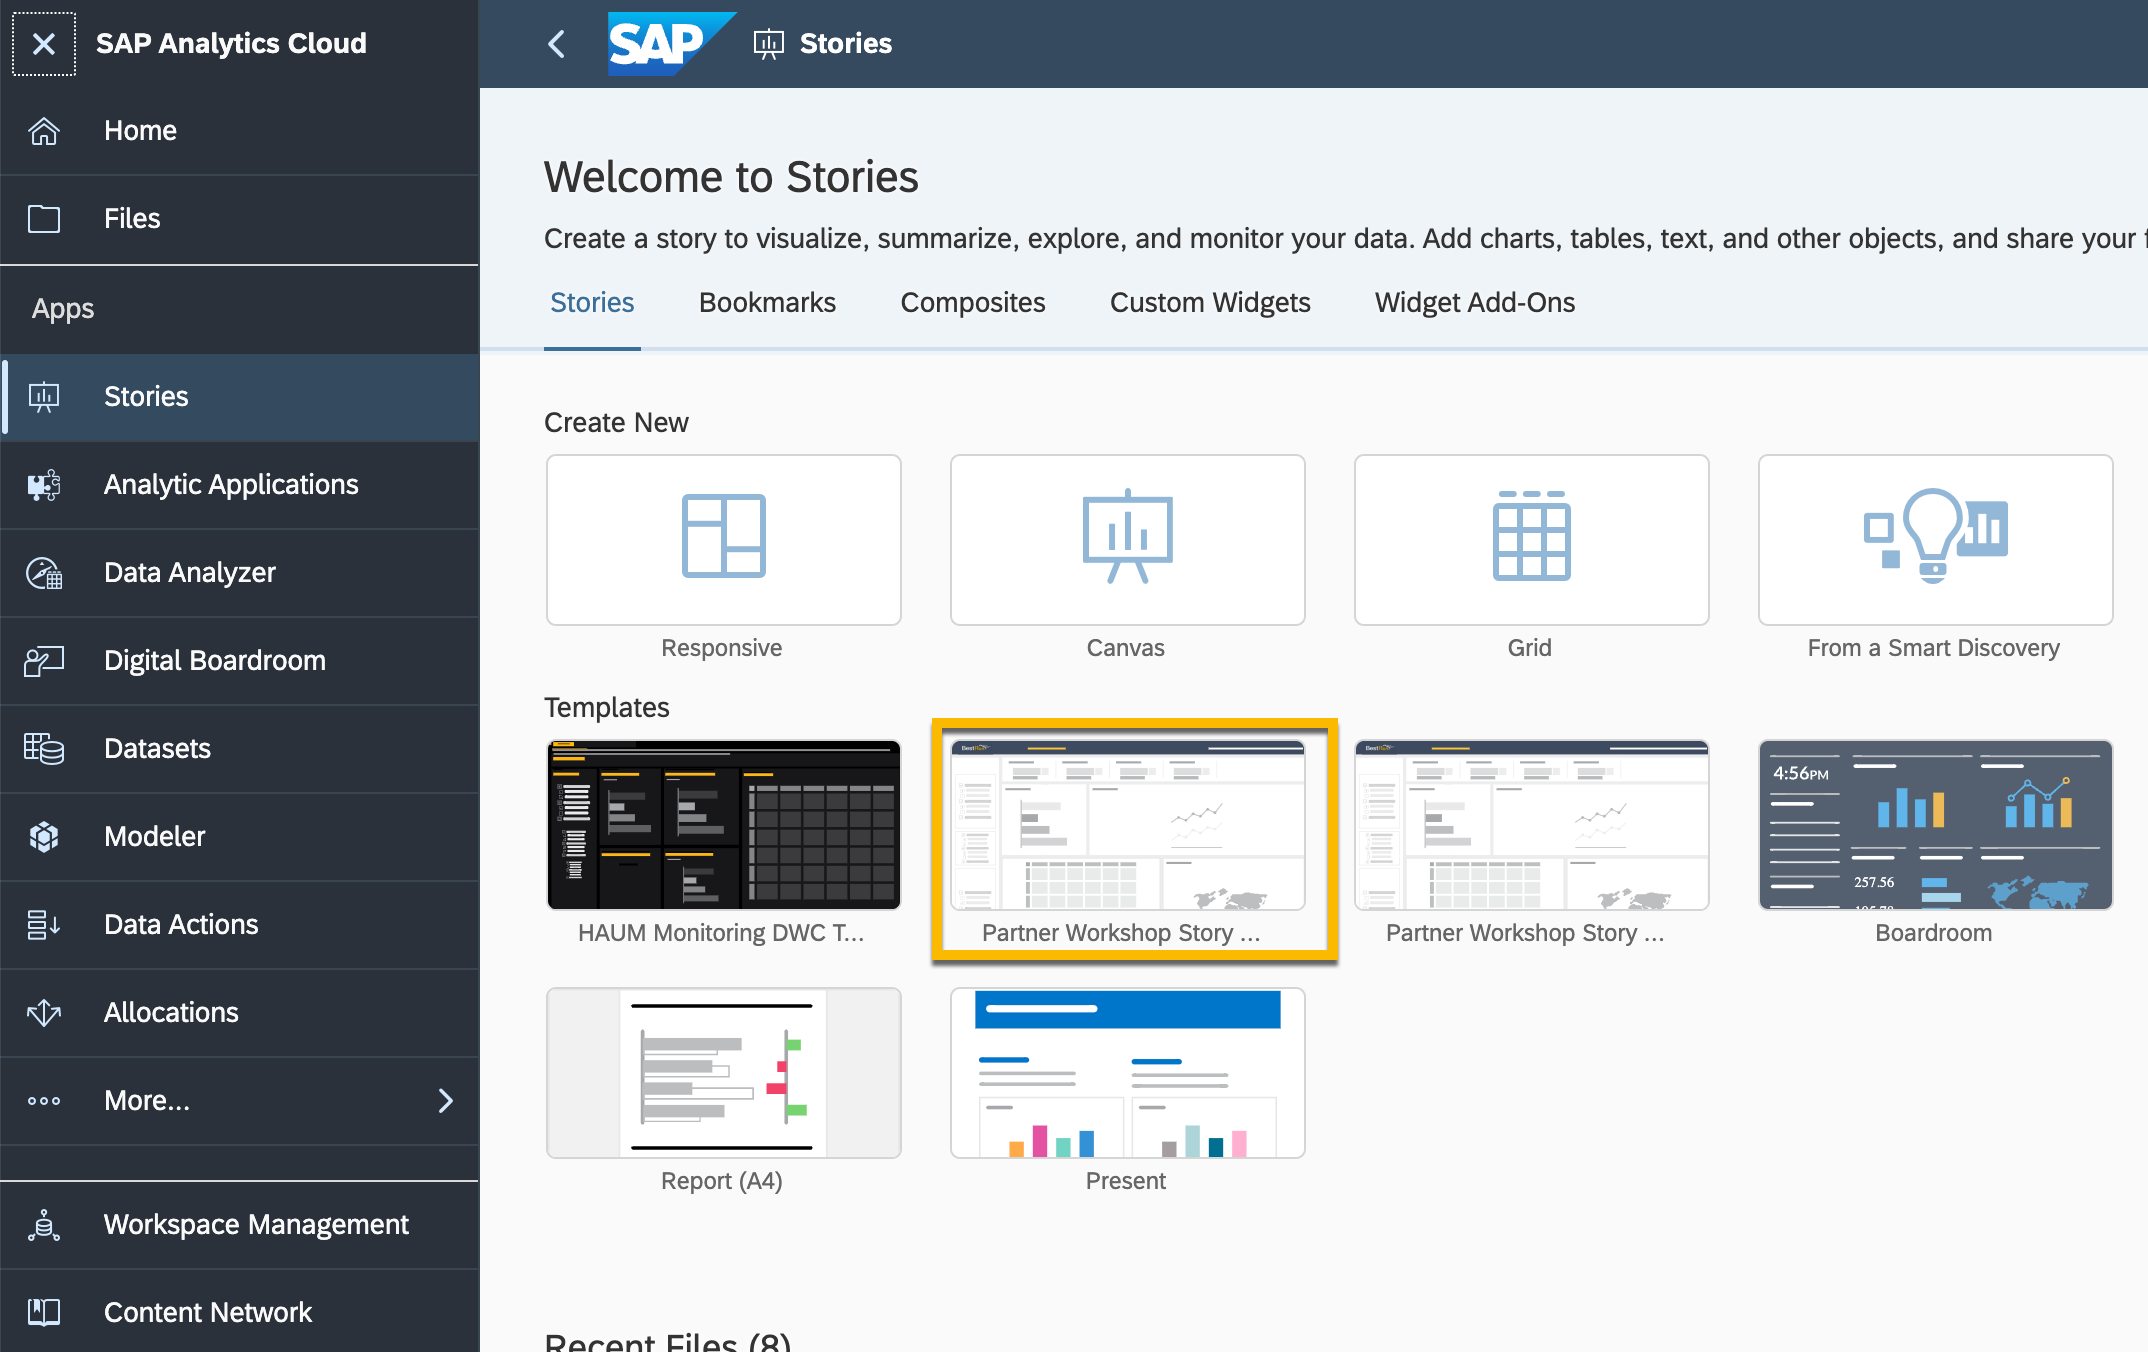 SAP Analytics Cloud
SAP
Stories
Home
Files
Apps
Stories
Analytic Applications
Data Analyzer
Digital Boardroom
Datasets
Modeler
Data Actions
Allocations
More...
Workspace Management
Content Network
Welcome to Stories
Create a story to visualize, summarize, explore, and monitor your data. Add charts, tables, text, and other objects, and share your
Stories
Bookmarks
Composites
Custom Widgets
Widget Add-Ons
Create New
Responsive
Canvas
Grid
From a Smart Discovery
Templates
4:56PM
257.56
HAUM Monitoring DWC T...
Partner Workshop Story ...
Partner Workshop Story ...
Boardroom
Report (A4)
Present
Recent Files (8)